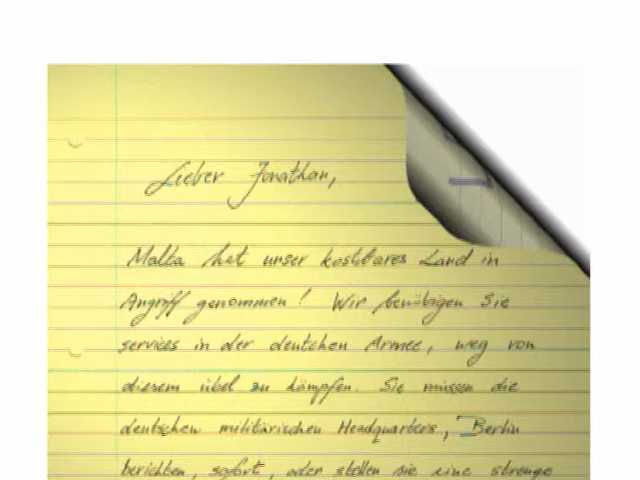 Lieber Jonathan,
Malta hat unser kostbares Land in
Angriff genommen! Wir benötigen Sie
services in der deutchen Armee, weg von
diesem übel zu kämpfen. Sie müssen die
deutschen militärischen Headquarters, Berlin
berichten, sofort, oder stellen sie eine strenge